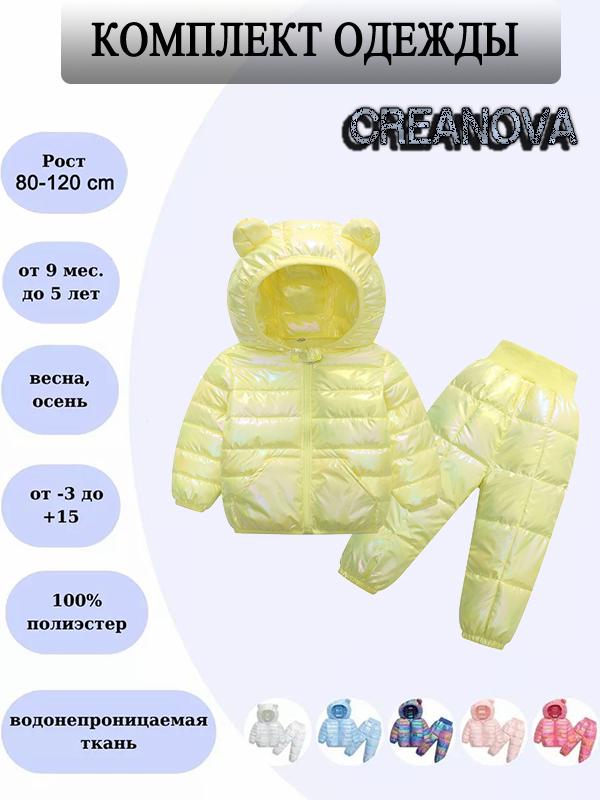 КОМПЛЕКТ ОДЕЖДЫ
CREANOVA
Рост
80-120 cm
от 9 мес.
до 5 лет
весна,
осень
от -3 до
+15
100%
полиэстер
водонепроницаемая
ткань